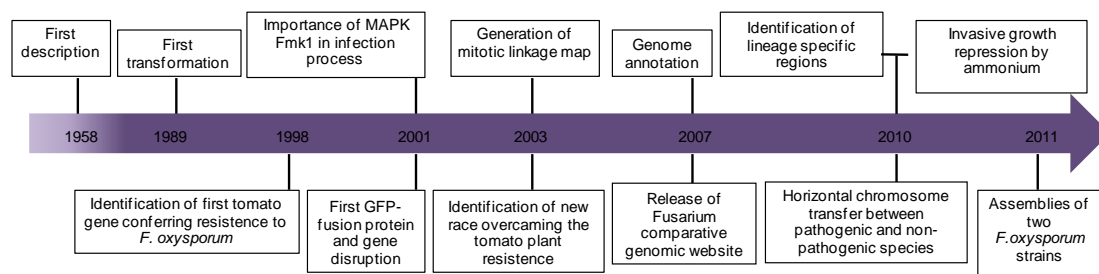 First
description
First
transformation
Importance of MAPK
Fmk1 in infection
process
Generation of
mitotic linkage map
Genome
annotation
Identification of
lineage specific
regions
Invasive growth
repression by
ammonium
1958
1989
1998
2001
2003
2007
2010
2011
Identification of first tomato
gene conferring resistence to
F. oxysporum
First GFP-
fusion protein
and gene
disruption
Identification of new
race overcaming the
tomato plant
resistence
Release of
Fusarium
comparative
genomic website
Horizontal chromosome
transfer between
pathogenic and non-
pathogenic species
Assemblies of
two
F.oxysporum
strains